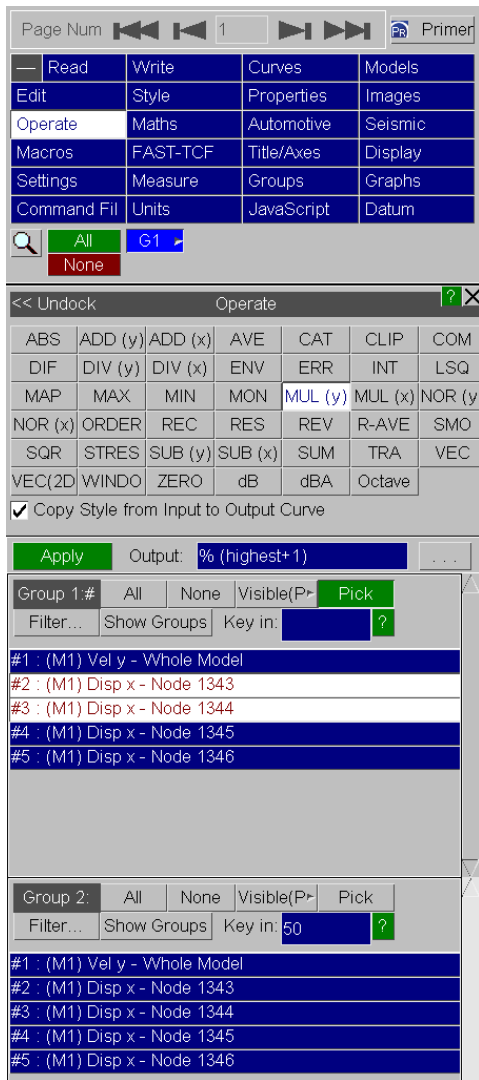 Page Num 1 PR Primer
— Read Write Curves Models
Edit Style Properties Images
Operate Maths Automotive Seismic
Macros FAST-TCF Title/Axes Display
Settings Measure Groups Graphs
Command Fil Units JavaScript Datum
All G1
None
<< Undock Operate ? X
ABS ADD (y) ADD (x) AVE CAT CLIP COM
DIF DIV (y) DIV (x) ENV ERR INT LSQ
MAP MAX MIN MON MUL (y) MUL (x) NOR (y
NOR (x) ORDER REC RES REV R-AVE SMO
SQR STRES SUB (y) SUB (x) SUM TRA VEC
VEC(2D WINDO ZERO dB dBA Octave
Copy Style from Input to Output Curve
Apply Output: % (highest+1) ...
Group 1:# All None Visible(P Pick
Filter... Show Groups Key in: ?
#1 : (M1) Vel y - Whole Model
#2 : (M1) Disp x - Node 1343
#3 : (M1) Disp x - Node 1344
#4 : (M1) Disp x - Node 1345
#5 : (M1) Disp x - Node 1346
Group 2: All None Visible(P Pick
Filter... Show Groups Key in: 50 ?
#1 : (M1) Vel y - Whole Model
#2 : (M1) Disp x - Node 1343
#3 : (M1) Disp x - Node 1344
#4 : (M1) Disp x - Node 1345
#5 : (M1) Disp x - Node 1346